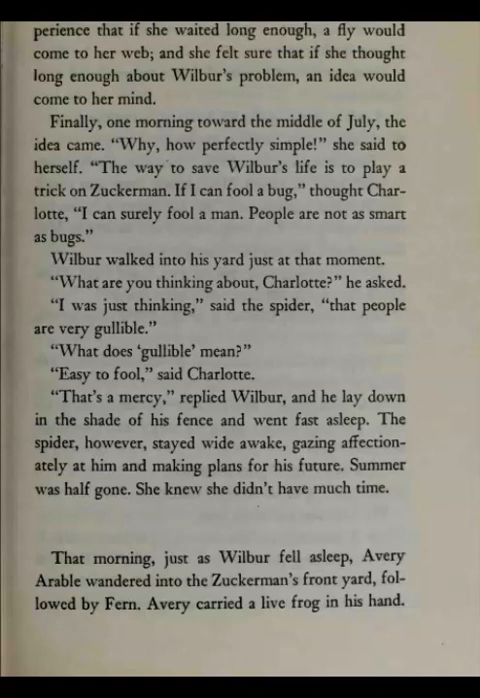 perience that if she waited long enough, a fly would
come to her web; and she felt sure that if she thought
long enough about Wilbur's problem, an idea would
come to her mind.
Finally, one morning toward the middle of July, the
idea came. “Why, how perfectly simple!” she said to
herself. “The way to save Wilbur's life is to play a
trick on Zuckerman. If I can fool a bug,” thought Char-
lotte, “I can surely fool a man. People are not as smart
as bugs.”
Wilbur walked into his yard just at that moment.
“What are you thinking about, Charlotte?” he asked.
“I was just thinking,” said the spider, “that people
are very gullible.”
“What does ‘gullible’ mean?”
“Easy to fool,” said Charlotte.
“That's a mercy,” replied Wilbur, and he lay down
in the shade of his fence and went fast asleep. The
spider, however, stayed wide awake, gazing affection-
ately at him and making plans for his future. Summer
was half gone. She knew she didn't have much time.
That morning, just as Wilbur fell asleep, Avery
Arable wandered into the Zuckerman's front yard, fol-
lowed by Fern. Avery carried a live frog in his hand.